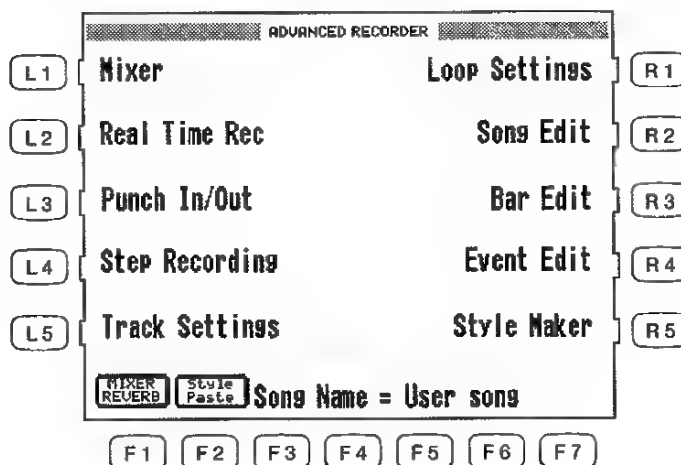 ADVANCED RECORDER
L1 Mixer Loop Settings R1
L2 Real Time Rec Song Edit R2
L3 Punch In/Out Bar Edit R3
L4 Step Recording Event Edit R4
L5 Track Settings Style Maker R5
MIXER REVERB Style Paste Song Name = User song
F1 F2 F3 F4 F5 F6 F7